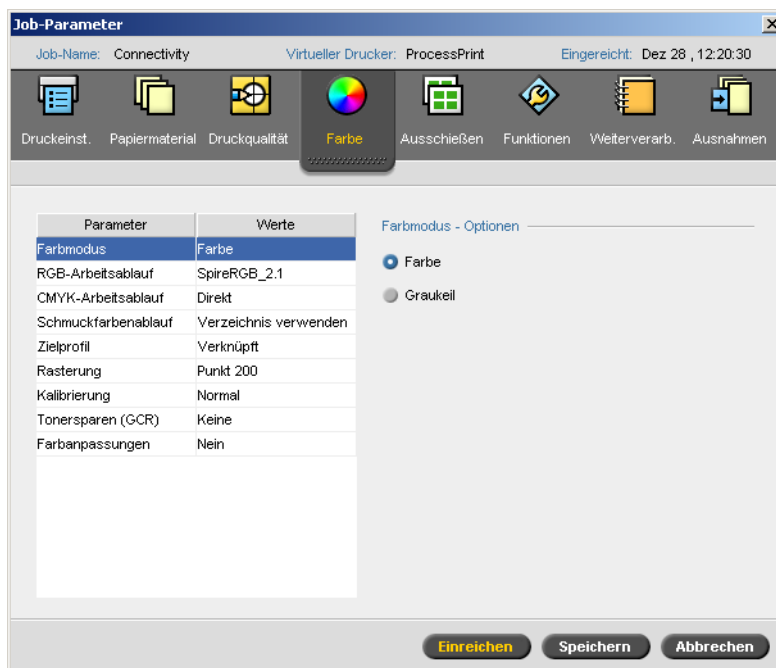 Job-Parameter
Job-Name: Connectivity Virtueller Drucker: ProcessPrint Eingereicht: Dez 28 , 12:20:30
Druckeinst. Papiermaterial Druckqualität Farbe Ausschießen Funktionen Weiterverarb. Ausnahmen
Parameter Werte
Farbmodus Farbe
RGB-Arbeitsablauf SpireRGB_2.1
CMYK-Arbeitsablauf Direkt
Schmuckfarbenablauf Verzeichnis verwenden
Zielprofil Verknüpft
Rasterung Punkt 200
Kalibrierung Normal
Tonersparen (GCR) Keine
Farbanpassungen Nein
Farbmodus - Optionen
Farbe
Graukeil
Einreichen Speichern Abbrechen